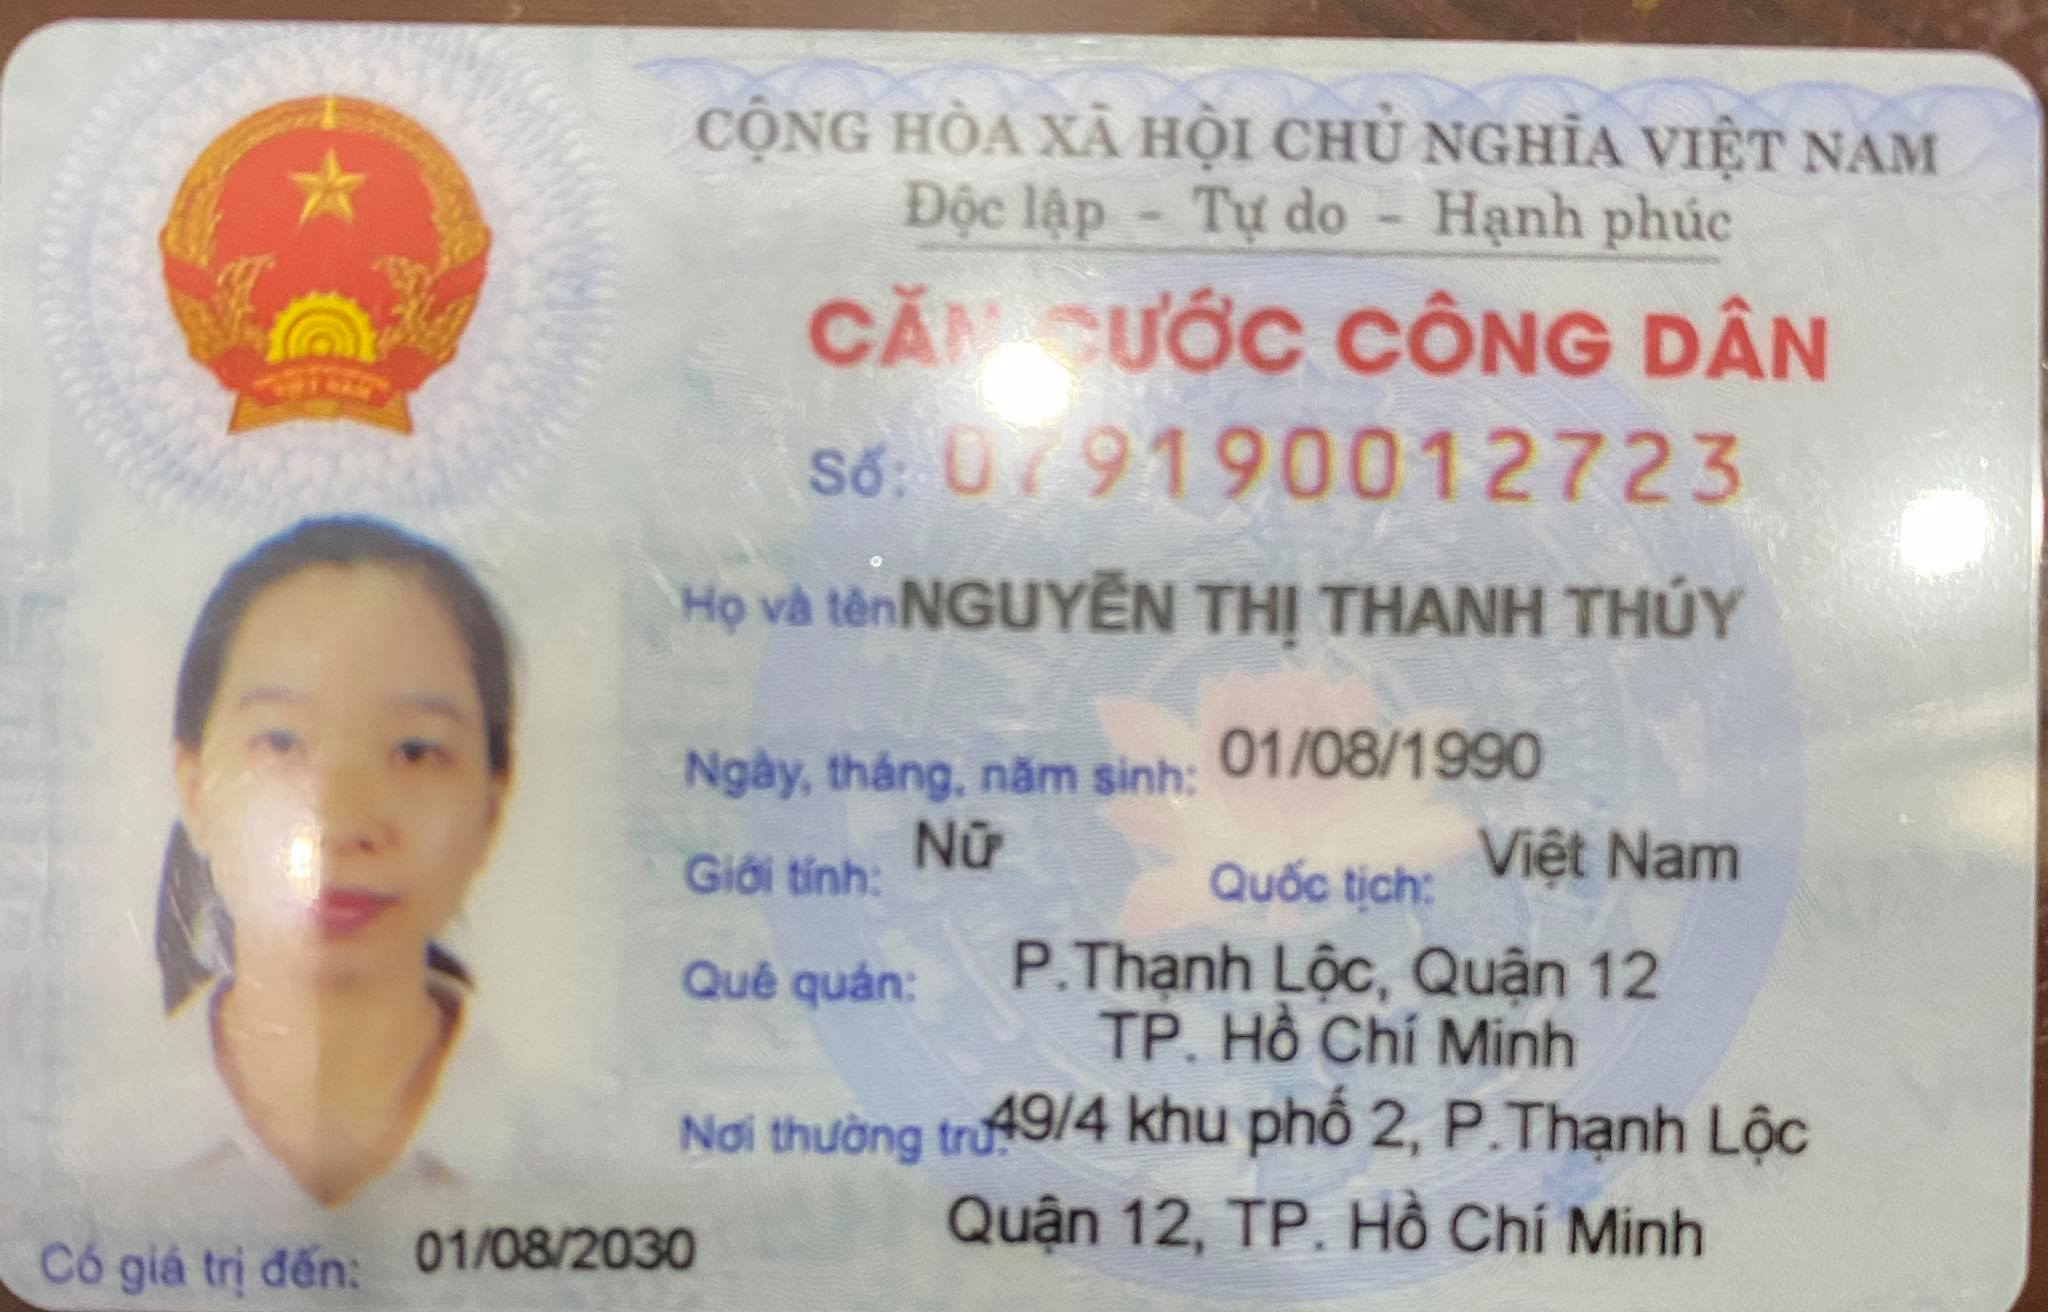 CỘNG HÒA XÃ HỘI CHỦ NGHĨA VIỆT NAM
Độc lập - Tự do - Hạnh phúc
CĂN CƯỚC CÔNG DÂN
Số: 079190012723
Họ và tên NGUYỄN THỊ THANH THÚY
Ngày, tháng, năm sinh: 01/08/1990
Giới tính: Nữ Quốc tịch: Việt Nam
Quê quán: P.Thạnh Lộc, Quận 12
TP. Hồ Chí Minh
Nơi thường trú: 49/4 khu phố 2, P.Thạnh Lộc
Quận 12, TP. Hồ Chí Minh
Có giá trị đến: 01/08/2030
VIỆT NAM